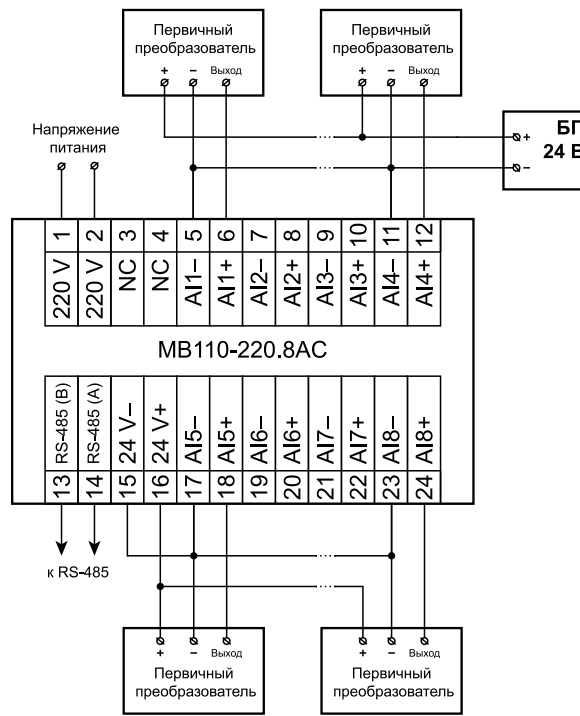 Первичный преобразователь
+ – Выход
Первичный преобразователь
+ – Выход
Напряжение питания
+
–
24
1 2 3 4 5 6 7 8 9 10 11 12
220 V 220 V NC NC AI1– AI1+ AI2– AI2+ AI3– AI3+ AI4– AI4+
МВ110-220.8АС
RS-485 (B) RS-485 (A) 24 V– 24 V+ AI5– AI5+ AI6– AI6+ AI7– AI7+ AI8– AI8+
13 14 15 16 17 18 19 20 21 22 23 24
к RS-485
+ – Выход
Первичный преобразователь
+ – Выход
Первичный преобразователь